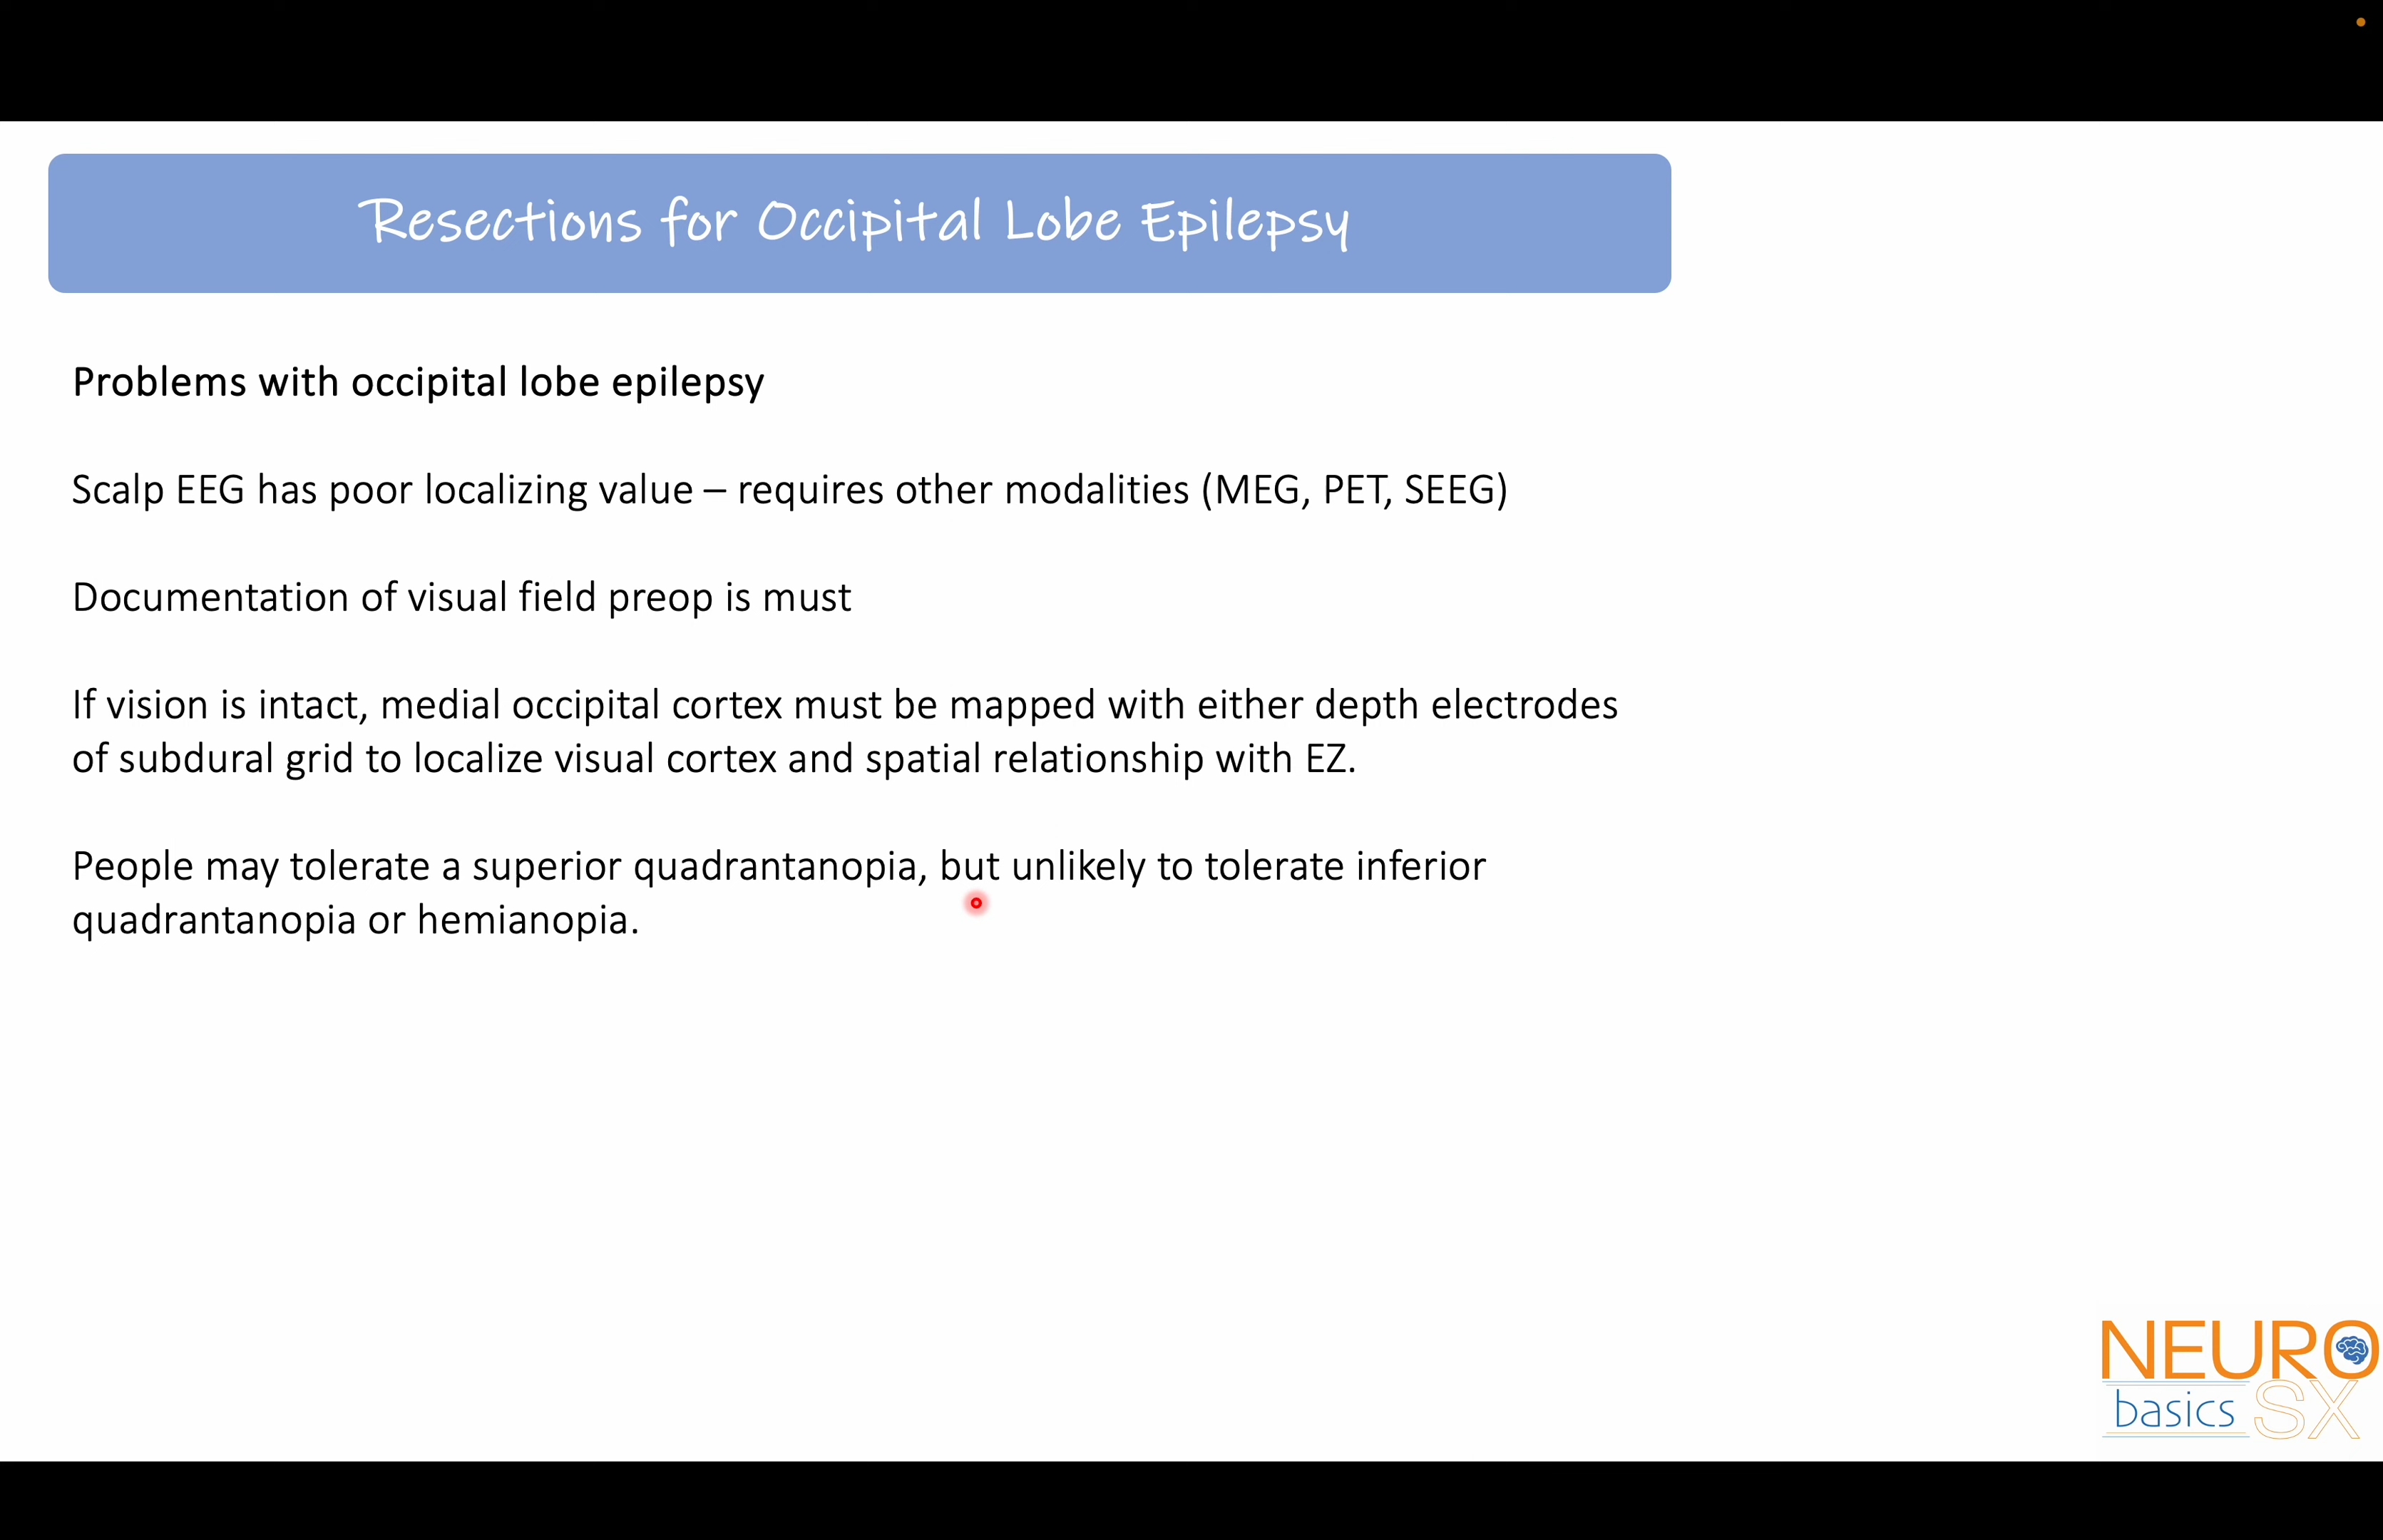 Resections for Occipital Lobe Epilepsy
Problems with occipital lobe epilepsy
Scalp EEG has poor localizing value – requires other modalities (MEG, PET, SEEG)
Documentation of visual field preop is must
If vision is intact, medial occipital cortex must be mapped with either depth electrodes
of subdural grid to localize visual cortex and spatial relationship with EZ.
People may tolerate a superior quadrantanopia, but unlikely to tolerate inferior
quadrantanopia or hemianopia.
NEURO
basics SX